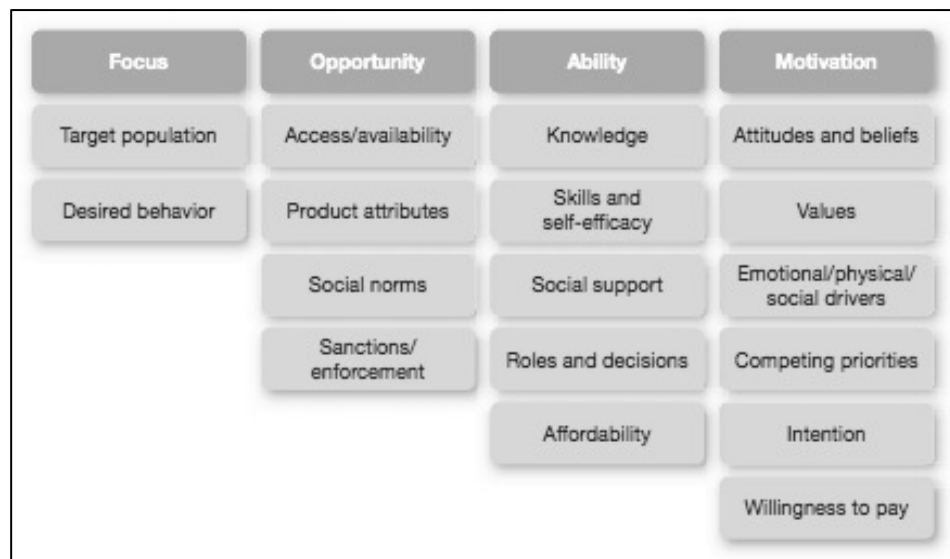 Focus
Target population
Desired behavior
Opportunity
Access/availability
Product attributes
Social norms
Sanctions/
enforcement
Ability
Knowledge
Skills and
self-efficacy
Social support
Roles and decisions
Affordability
Motivation
Attitudes and beliefs
Values
Emotional/physical/
social drivers
Competing priorities
Intention
Willingness to pay